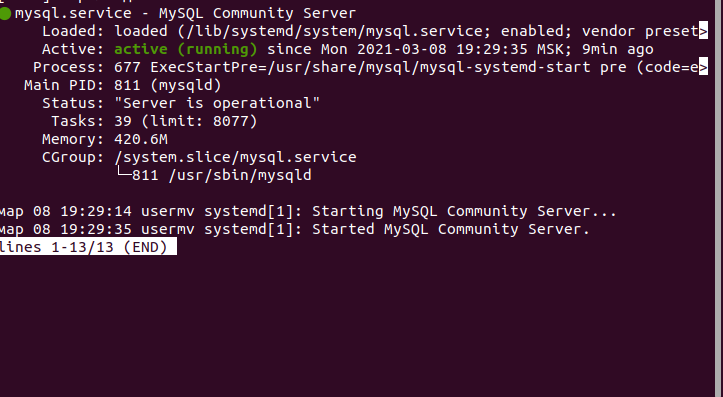 ● mysql.service - MySQL Community Server
Loaded: loaded (/lib/systemd/system/mysql.service; enabled; vendor preset>
Active: active (running) since Mon 2021-03-08 19:29:35 MSK; 9min ago
Process: 677 ExecStartPre=/usr/share/mysql/mysql-systemd-start pre (code=e>
Main PID: 811 (mysqld)
Status: "Server is operational"
Tasks: 39 (limit: 8077)
Memory: 420.6M
CGroup: /system.slice/mysql.service
└─811 /usr/sbin/mysqld
мар 08 19:29:14 usermv systemd[1]: Starting MySQL Community Server...
мар 08 19:29:35 usermv systemd[1]: Started MySQL Community Server.
lines 1-13/13 (END)